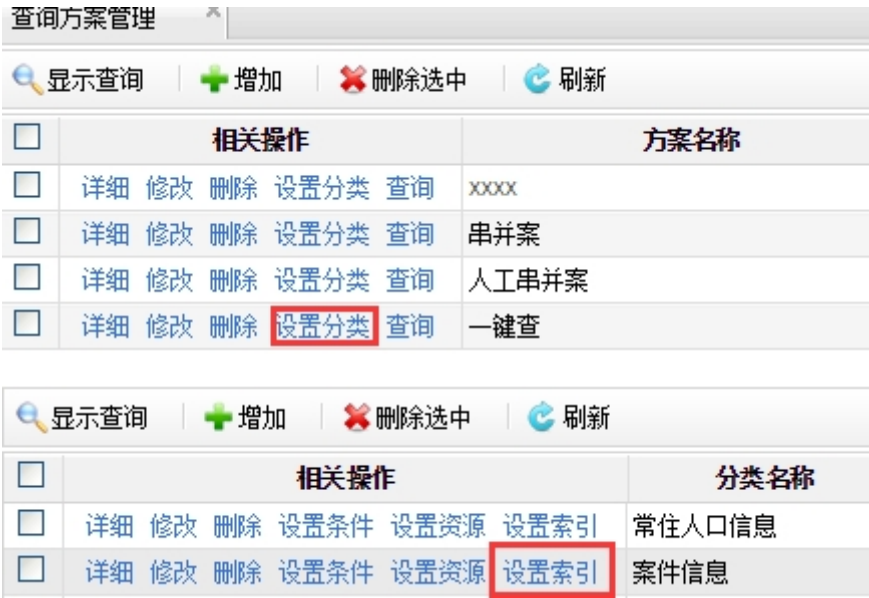 查询方案管理
显示查询 增加 删除选中 刷新
相关操作 方案名称
详细 修改 删除 设置分类 查询 xxxx
详细 修改 删除 设置分类 查询 串并案
详细 修改 删除 设置分类 查询 人工串并案
详细 修改 删除 设置分类 查询 一键查
显示查询 增加 删除选中 刷新
相关操作 分类名称
详细 修改 删除 设置条件 设置资源 设置索引 常住人口信息
详细 修改 删除 设置条件 设置资源 设置索引 案件信息